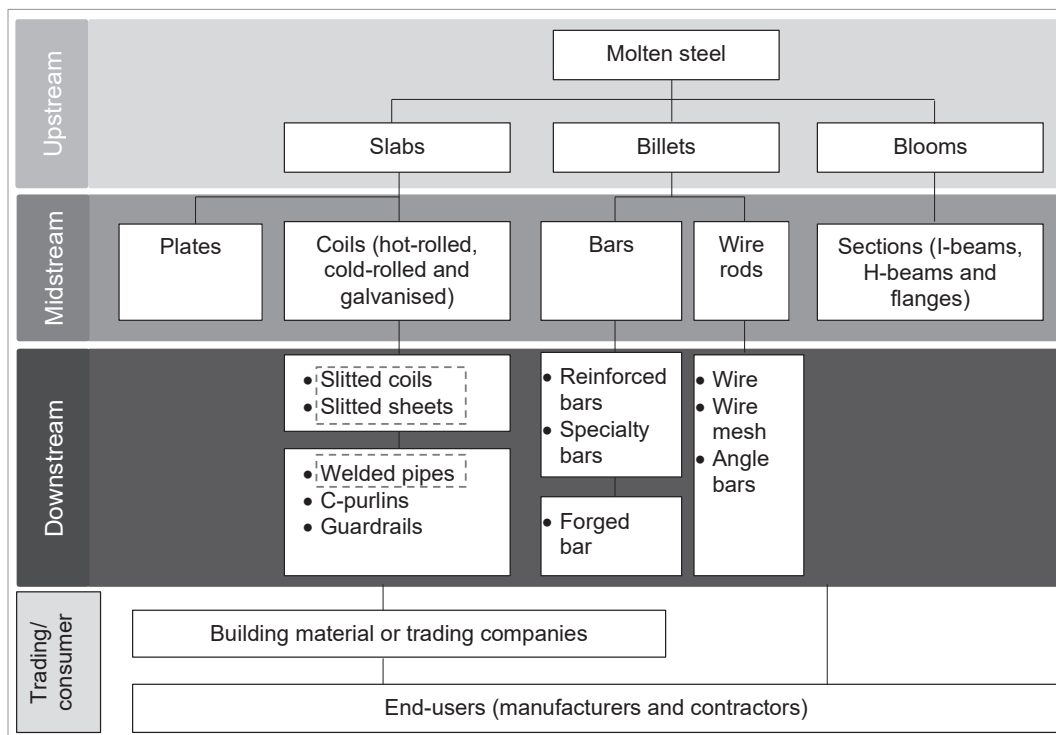 Upstream
Molten steel
Slabs
Billets
Blooms
Midstream
Plates
Coils (hot-rolled,
cold-rolled and
galvanised)
Bars
Wire
rods
Sections (I-beams,
H-beams and
flanges)
Downstream
• Slitted coils
• Slitted sheets
• Welded pipes
• C-purlins
• Guardrails
• Reinforced
bars
• Specialty
bars
• Forged
bar
• Wire
• Wire
mesh
• Angle
bars
Trading/
consumer
Building material or trading companies
End-users (manufacturers and contractors)